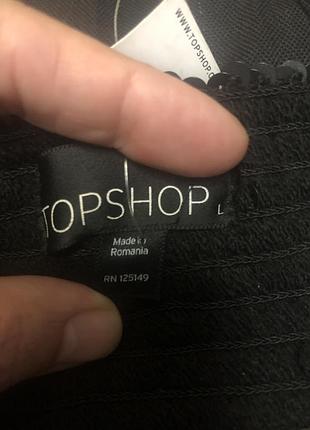 WWW.TOPSHOP.C
TOPSHOP L
Made in
Romania
RN 125149